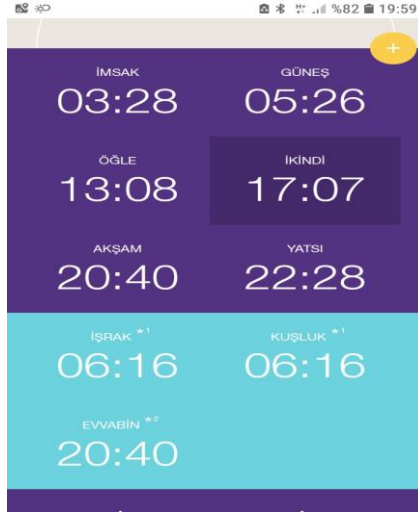 %82 19:59
+
İMSAK GÜNEŞ
03:28 05:26
ÖĞLE İKİNDİ
13:08 17:07
AKŞAM YATSI
20:40 22:28
İŞRAK *1 KUŞLUK *1
06:16 06:16
EVVABİN *2
20:40